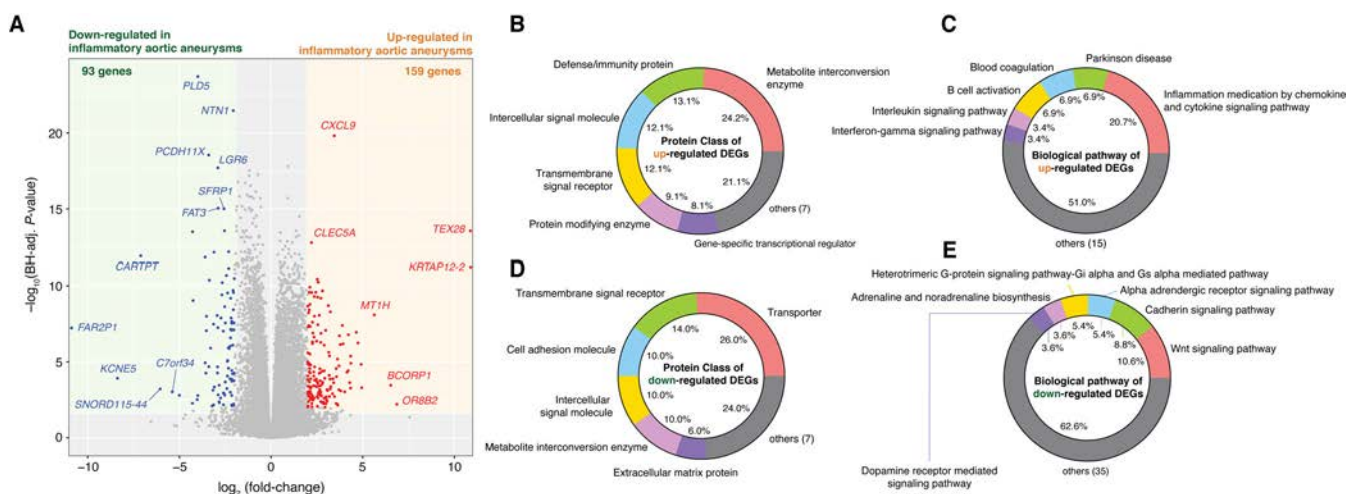 A
Down-regulated in
inflammatory aortic aneurysms
Up-regulated in
inflammatory aortic aneurysms
93 genes
159 genes
PLD5
NTN1
CXCL9
PCDH11X
LGR6
SFRP1
FAT3
CLEC5A
TEX28
CARTPT
KRTAP12-2
MT1H
FAR2P1
KCNE5
C7orf34
BCORP1
SNORD115-44
OR8B2
20
15
10
5
0
−log10(BH-adj. P-value)
−10
−5
0
5
10
log2 (fold-change)
B
Defense/immunity protein
Metabolite interconnversion
enzyme
Intercellular signal molecule
Transmembrane
signal receptor
Protein modifying enzyme
Gene-specific transcriptional regulator
others (7)
13.1%
24.2%
12.1%
12.1%
9.1%
8.1%
21.1%
Protein Class of
up-regulated DEGs
C
Parkinson disease
Blood coagulation
B cell activation
Interleukin signaling pathway
Interferon-gamma signaling pathway
Inflammation medication by chemokine
and cytokine signaling pathway
6.9%
6.9%
6.9%
3.4%
3.4%
20.7%
Biological pathway of
up-regulated DEGs
51.0%
others (15)
D
Transmembrane signal receptor
Transporter
Cell adhesion molecule
Intercellular
signal molecule
Metabolite interconversion enzyme
Extracellular matrix protein
others (7)
14.0%
26.0%
10.0%
10.0%
10.0%
6.0%
24.0%
Protein Class of
down-regulated DEGs
E
Heterotrimeric G-protein signaling pathway-Gi alpha and Gs alpha mediated pathway
Adrenaline and noradrenaline biosynthesis
Alpha adrendergic receptor signaling pathway
Cadherin signaling pathway
Wnt signaling pathway
5.4%
5.4%
3.6%
3.6%
8.8%
10.6%
Biological pathway of
down-regulated DEGs
62.6%
others (35)
Dopamine receptor mediated
signaling pathway